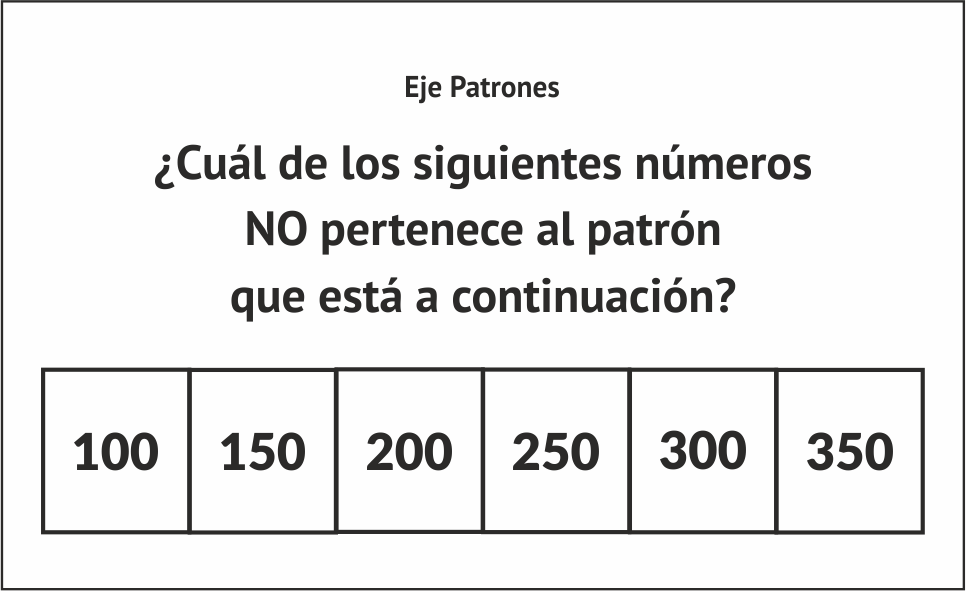 Eje Patrones
¿Cuál de los siguientes números
NO pertenece al patrón
que está a continuación?
100 150 200 250 300 350